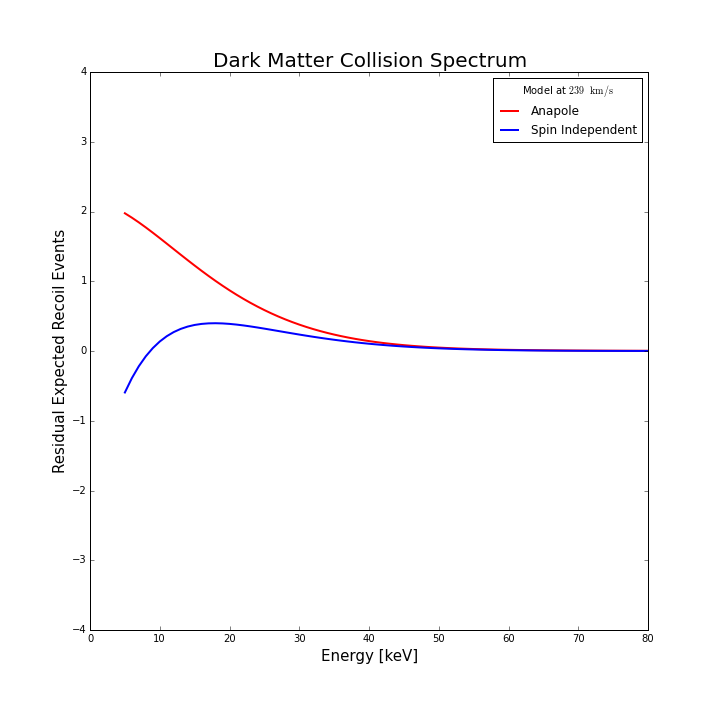 Dark Matter Collision Spectrum
Model at 239 km/s
Anapole
Spin Independent
Residual Expected Recoil Events
4
3
2
1
0
−1
−2
−3
−4
0 10 20 30 40 50 60 70 80
Energy [keV]